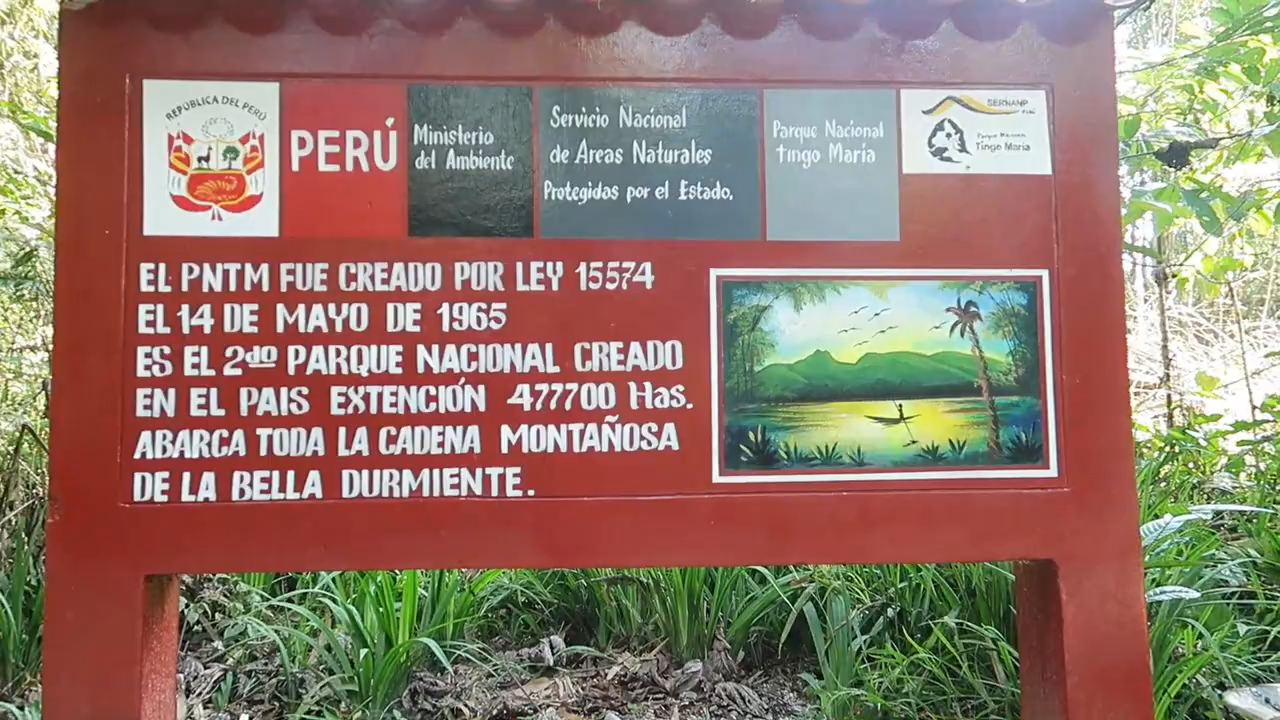 REPÚBLICA DEL PERÚ
PERÚ
Ministerio
del Ambiente
Servicio Nacional
de Areas Naturales
Protegidas por el Estado.
Parque Nacional
Tingo María
SERNANP
PERÚ
Parque Nacional
Tingo María
EL PNTM FUE CREADO POR LEY 15574
EL 14 DE MAYO DE 1965
ES EL 2do PARQUE NACIONAL CREADO
EN EL PAIS EXTENCIÓN 477700 Has.
ABARCA TODA LA CADENA MONTAÑOSA
DE LA BELLA DURMIENTE.